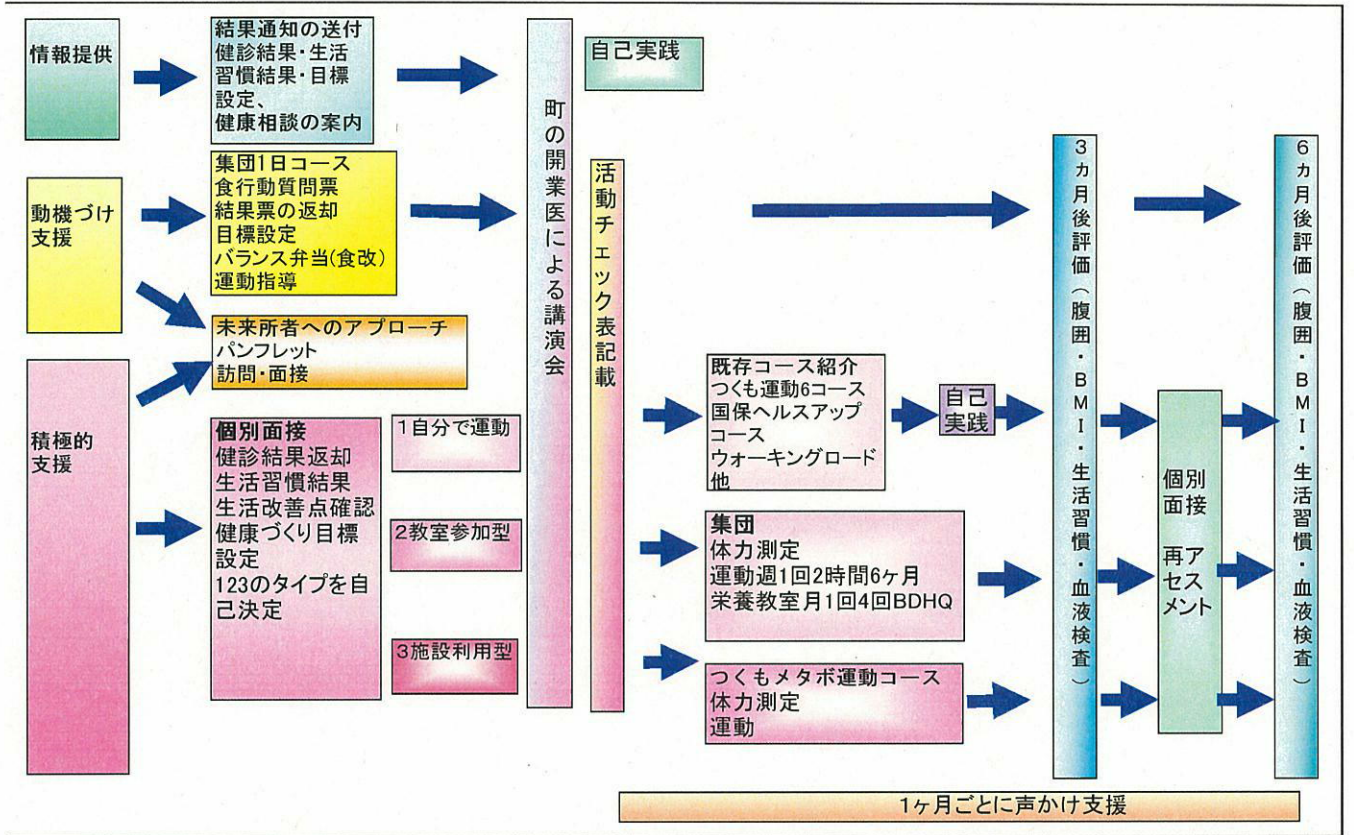 情報提供
結果通知の送付
健診結果・生活
習慣結果・目標
設定、
健康相談の案内
自己実践
動機づけ
支援
集団1日コース
食行動質問票
結果票の返却
目標設定
バランス弁当(食改)
運動指導
未来所者へのアプローチ
パンフレット
訪問・面接
積極的
支援
個別面接
健診結果返却
生活習慣結果
生活改善点確認
健康づくり目標
設定
123のタイプを自
己決定
1自分で運動
2教室参加型
3施設利用型
町の開業医による講演会
活動チェック表記載
既存コース紹介
つくも運動6コース
国保ヘルスアップ
コース
ウォーキングロード
他
自己
実践
集団
体力測定
運動週1回2時間6ヶ月
栄養教室月1回4回BDHQ
つくもメタボ運動コース
体力測定
運動
3カ月後評価(腹囲・BMI・生活習慣・血液検査)
個別
面接
再ア
セス
メント
6カ月後評価(腹囲・BMI・生活習慣・血液検査)
1ヶ月ごとに声かけ支援